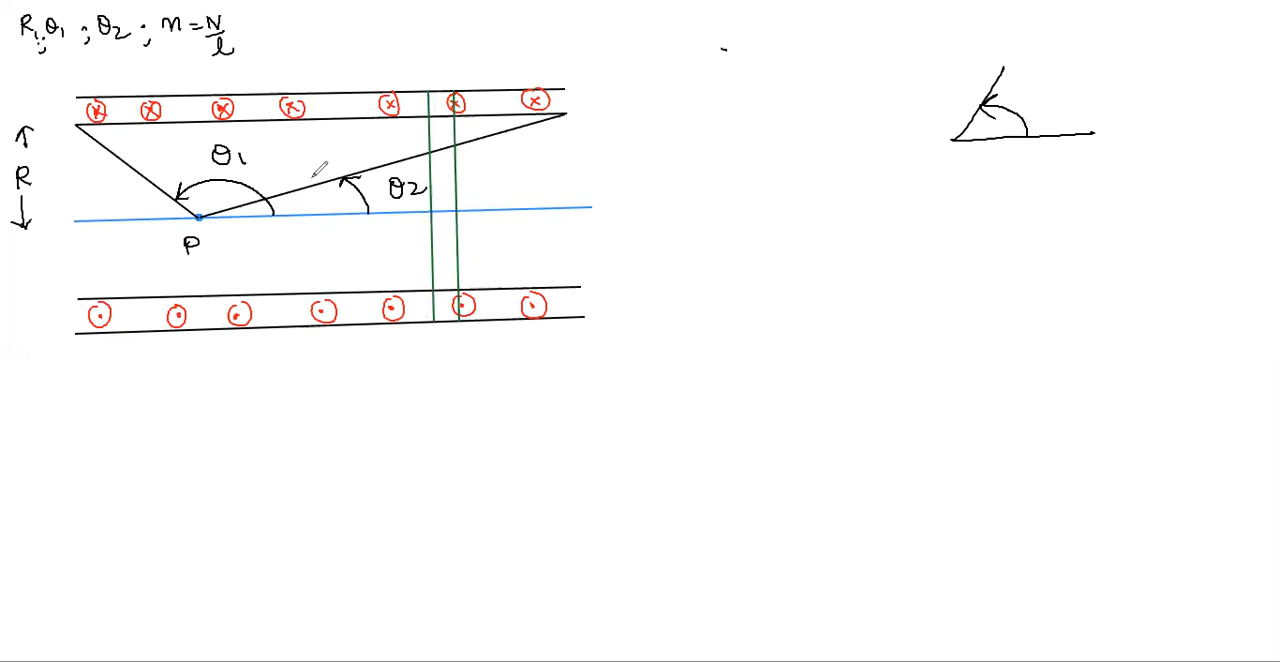 R, θ1 ; θ2 ; n = N/l
R
θ1
θ2
P